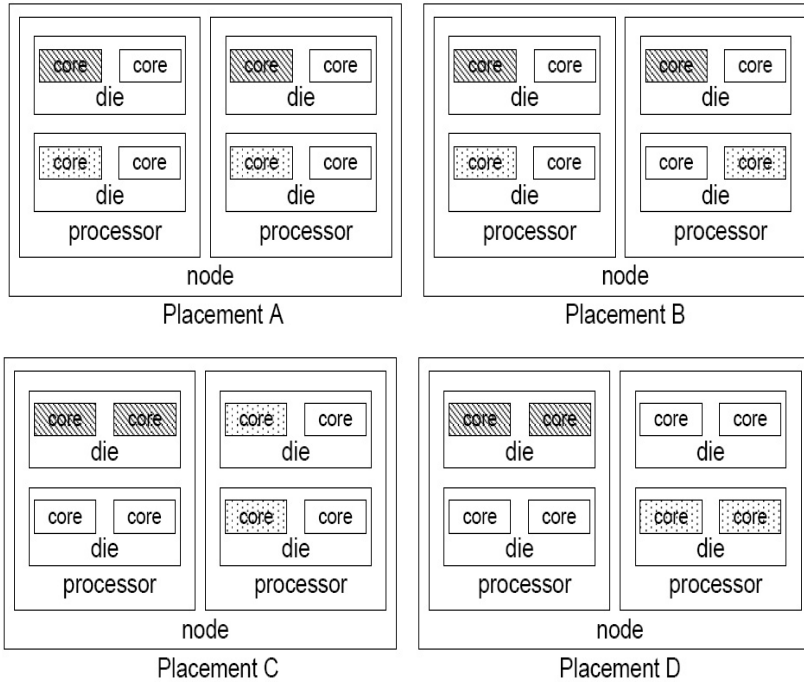 core core core core core core core core
die die die die
core core core core core core core core
die die die die
processor processor processor processor
node node
Placement A Placement B
core core core core core core core core
die die die die
core core core core core core core core
die die die die
processor processor processor processor
node node
Placement C Placement D